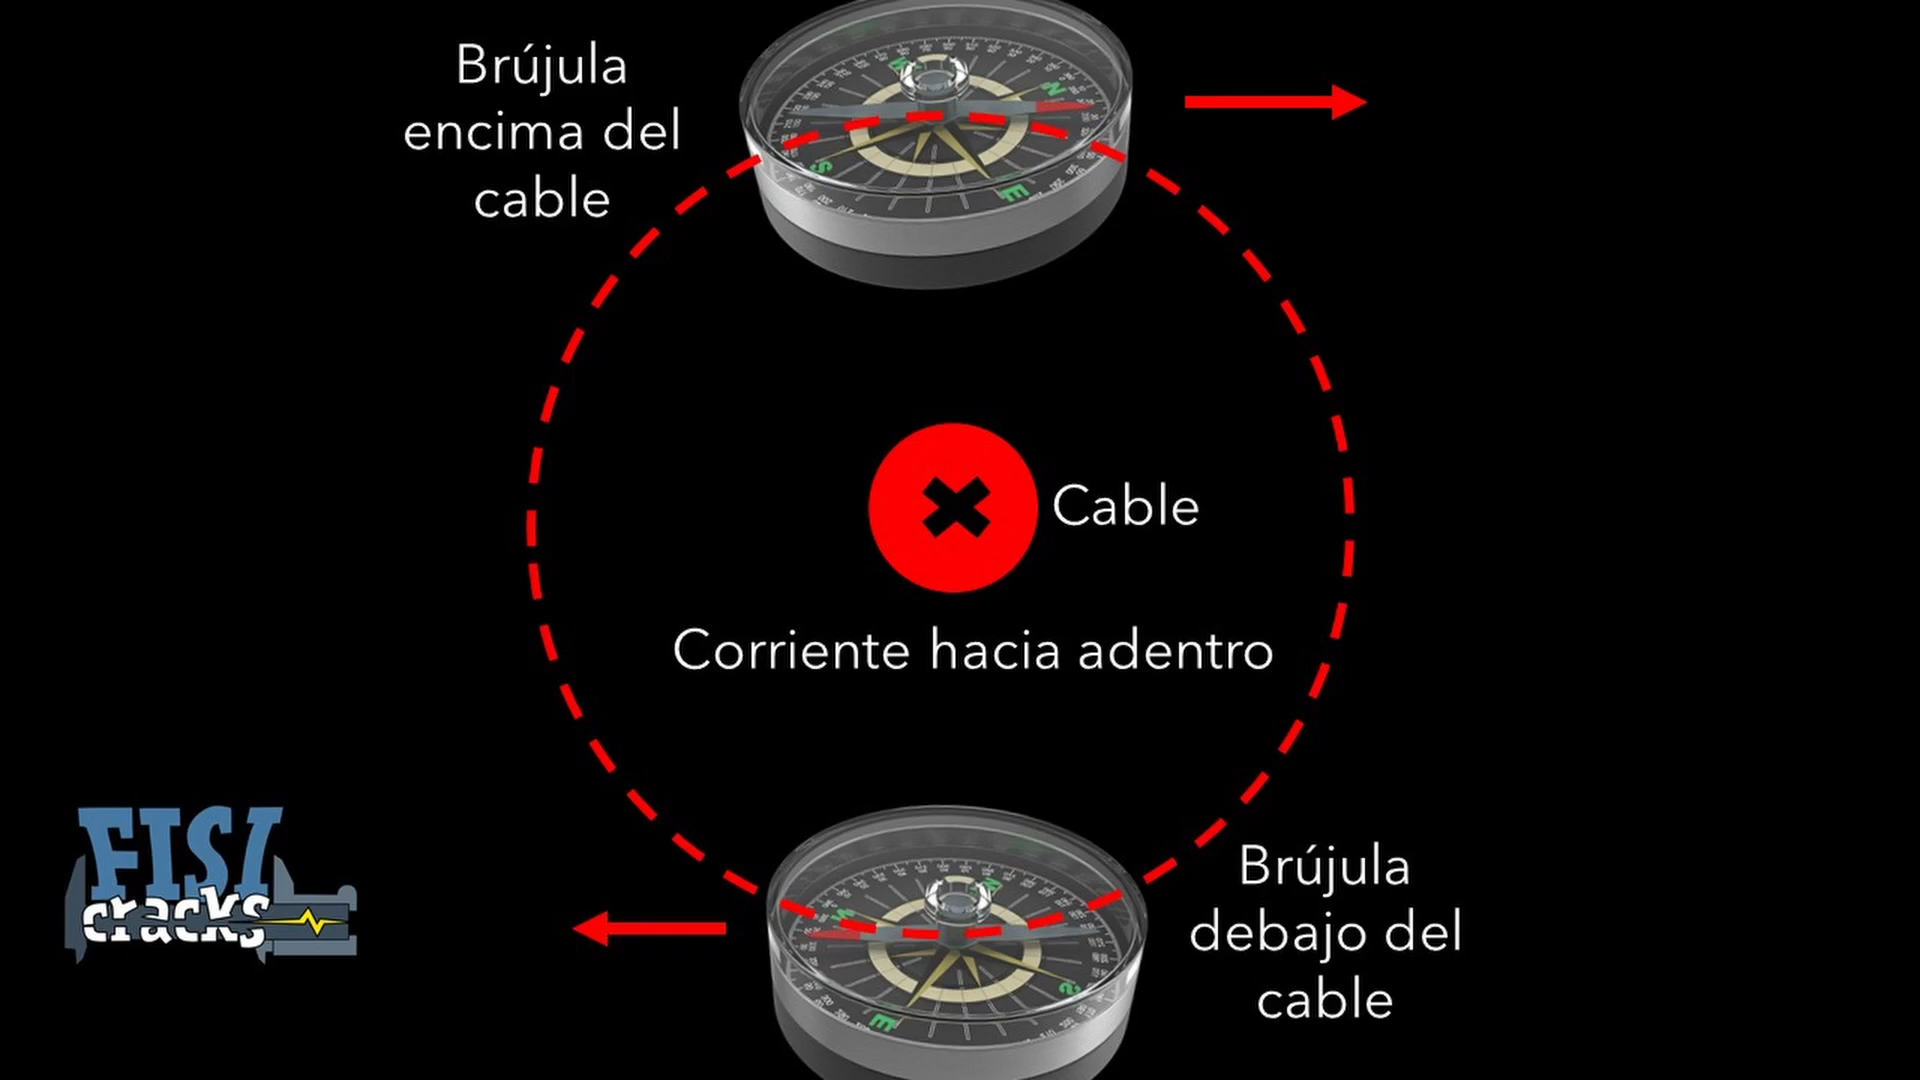 Brújula
encima del
cable
N
S
E
Cable
Corriente hacia adentro
FISI
cracks
Brújula
debajo del
cable
N
S
E